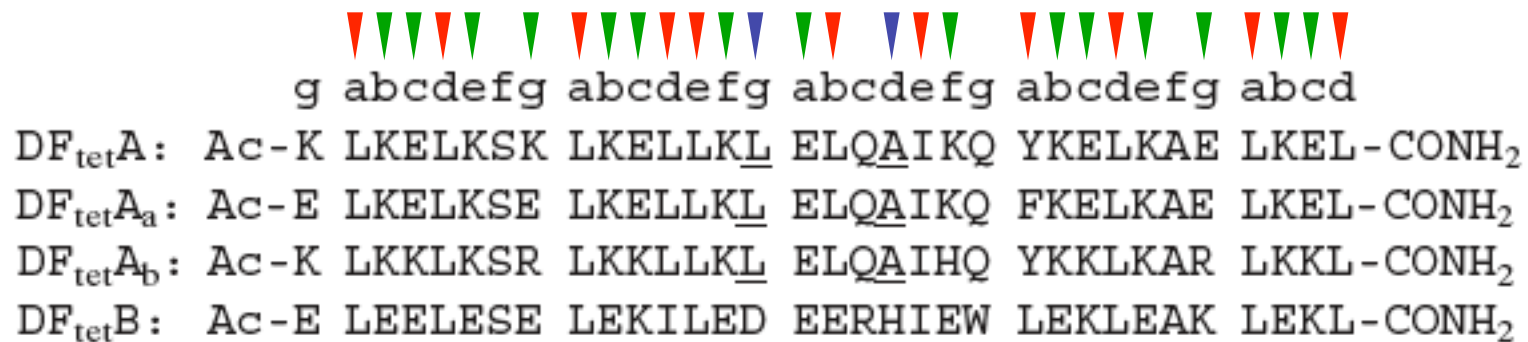 g abcdefg abcdefg abcdefg abcdefg abcd
DFtetA: Ac-K LKELKSK LKELLKL ELQAIKQ YKELKAE LKEL-CONH2
DFtetAa: Ac-E LKELKSE LKELLKL ELQAIKQ FKELKAE LKEL-CONH2
DFtetAb: Ac-K LKKLKSR LKKLLKL ELQAIHQ YKKLKAR LKKL-CONH2
DFtetB: Ac-E LEELESE LEKILED EERHIEW LEKLEAK LEKL-CONH2